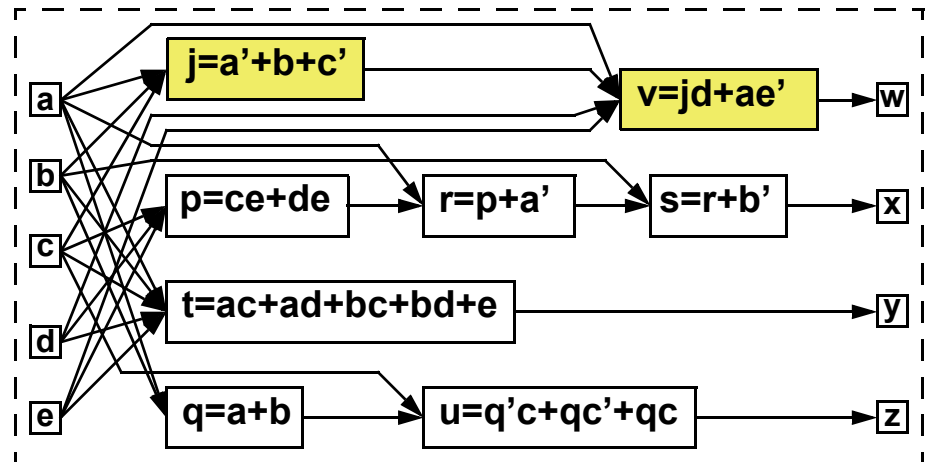 a
j=a’+b+c’
v=jd+ae’
w
b
p=ce+de
r=p+a’
s=r+b’
x
c
t=ac+ad+bc+bd+e
y
d
e
q=a+b
u=q’c+qc’+qc
z